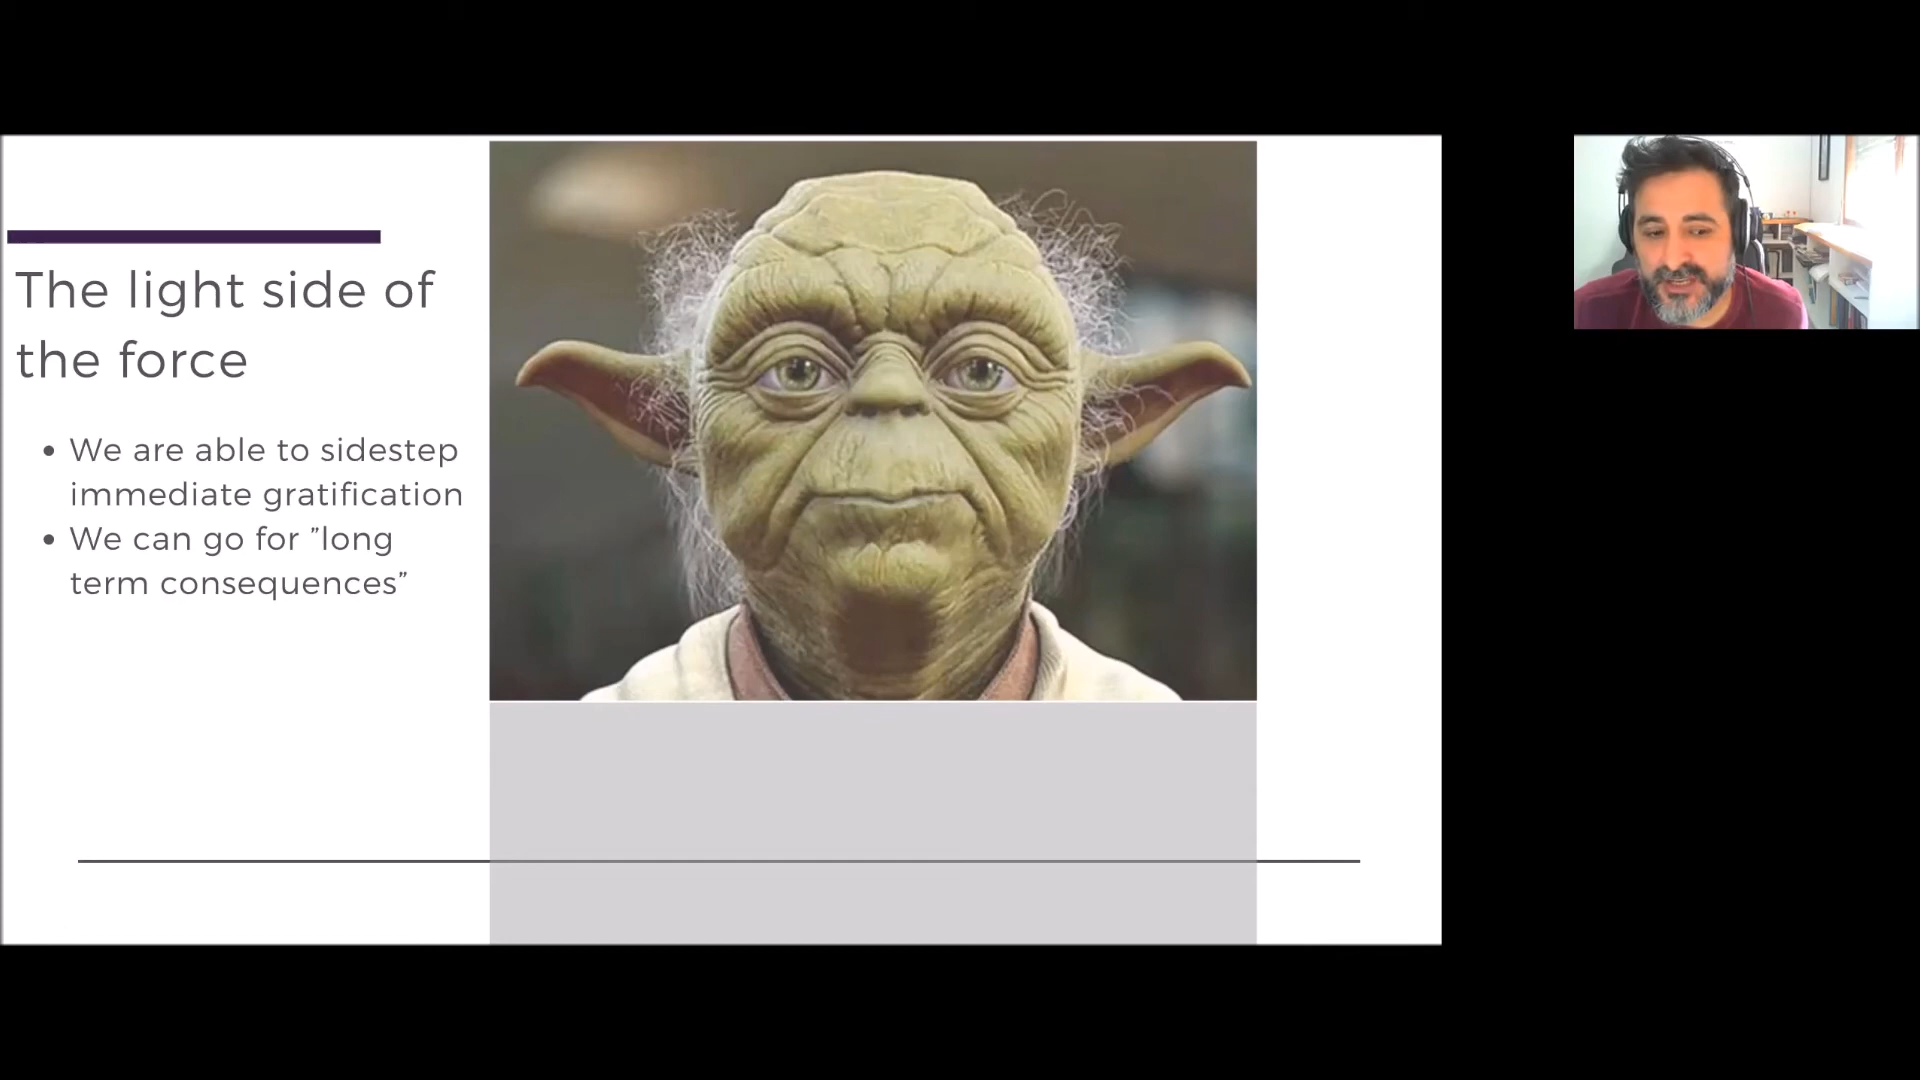 The light side of
the force
• We are able to sidestep
immediate gratification
• We can go for ”long
term consequences”